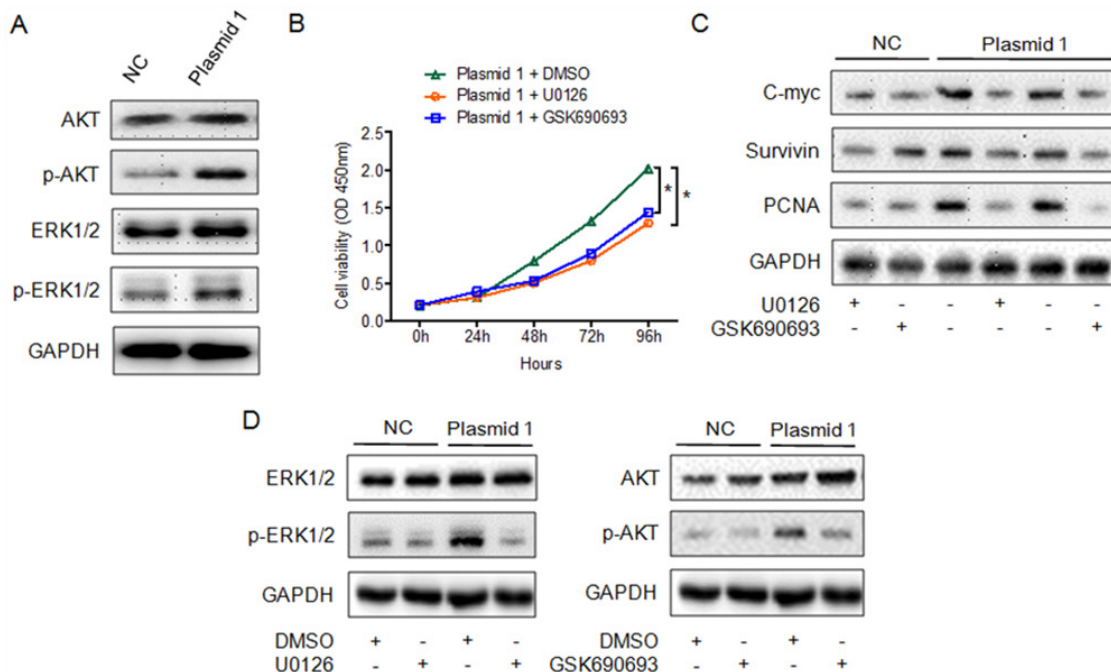 A
NC Plasmid 1
AKT
p-AKT
ERK1/2
p-ERK1/2
GAPDH
B
Plasmid 1 + DMSO
Plasmid 1 + U0126
Plasmid 1 + GSK690693
Cell viability (OD 450nm)
2.5
2.0
1.5
1.0
0.5
0.0
* *
0h 24h 48h 72h 96h
Hours
C
NC Plasmid 1
C-myc
Survivin
PCNA
GAPDH
U0126 + - - + - -
GSK690693 - + - - - +
D
NC Plasmid 1
ERK1/2
p-ERK1/2
GAPDH
DMSO + - + -
U0126 - + - +
NC Plasmid 1
AKT
p-AKT
GAPDH
DMSO + - + -
GSK690693 - + - +